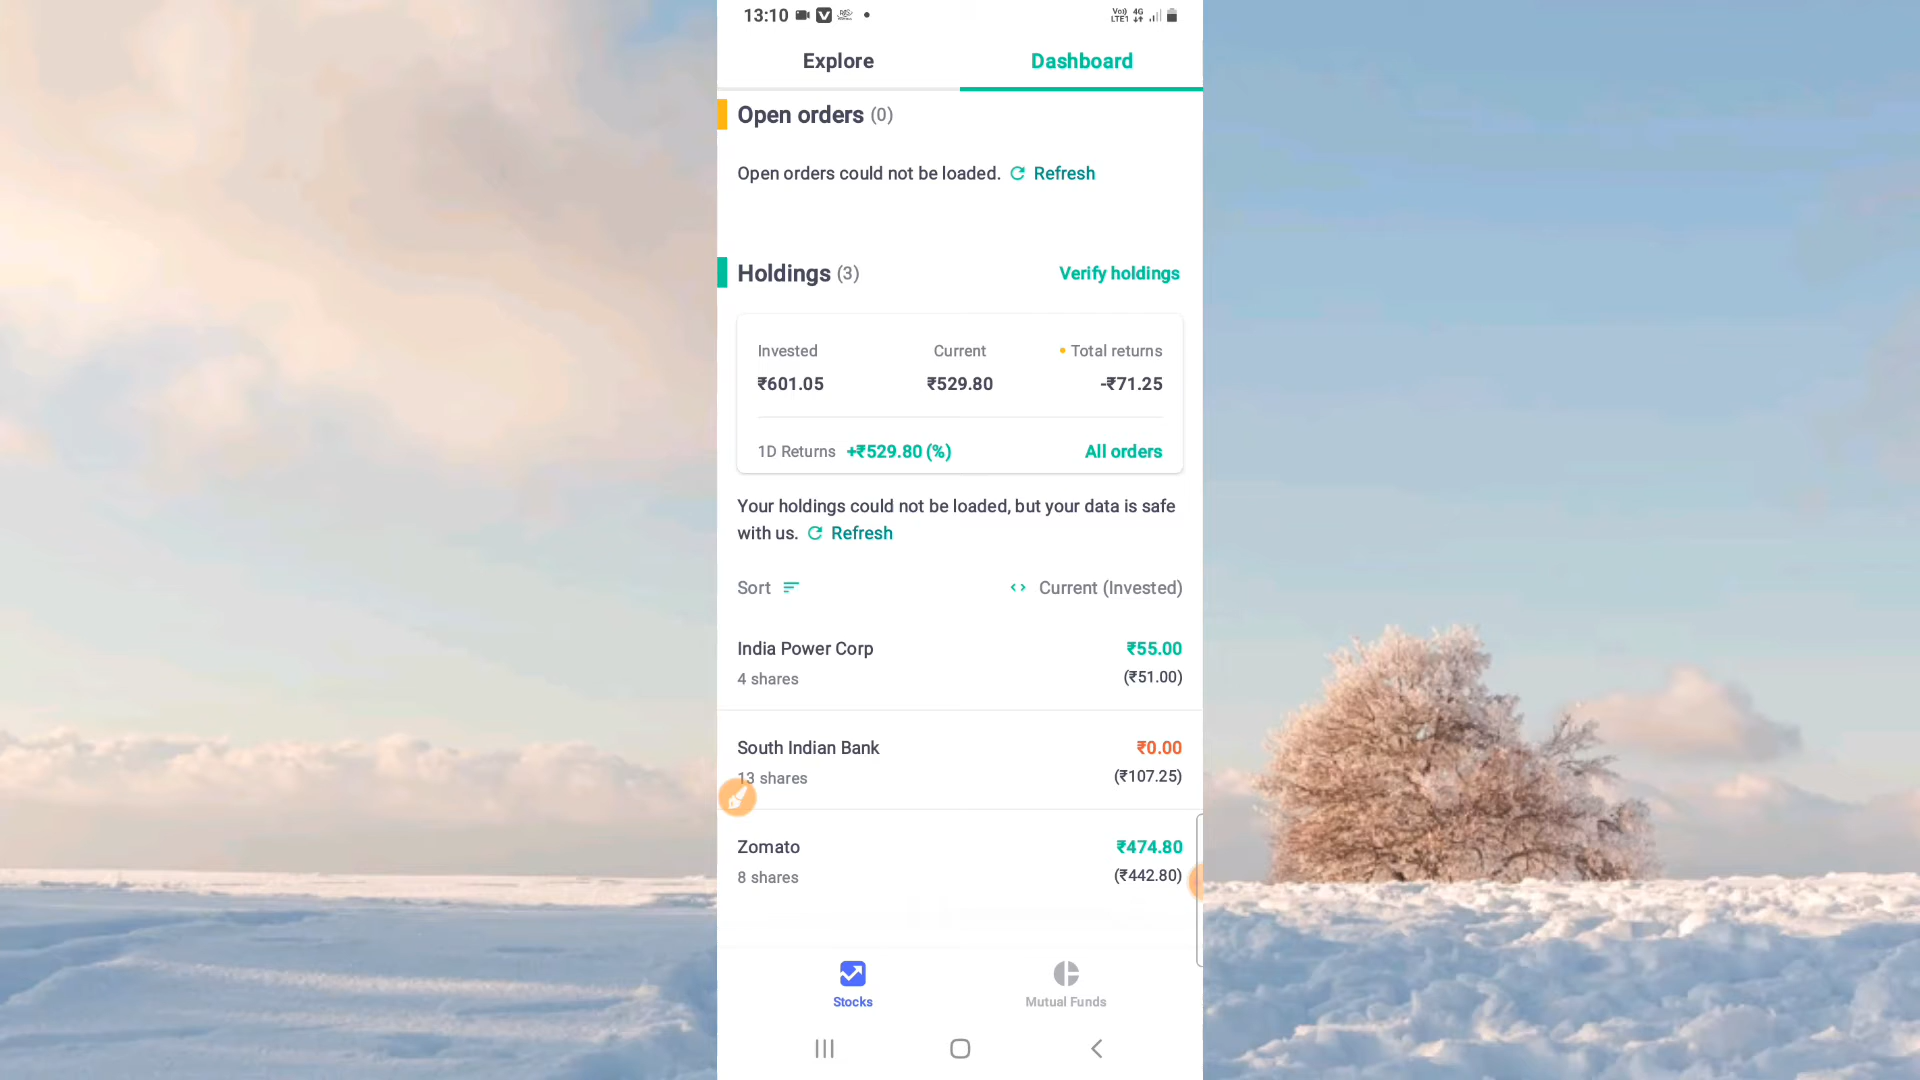 13:10
Vo)) 4G
LTE1
Explore Dashboard
Open orders (0)
Open orders could not be loaded. Refresh
Holdings (3) Verify holdings
Invested Current Total returns
₹601.05 ₹529.80 -₹71.25
1D Returns +₹529.80 (%) All orders
Your holdings could not be loaded, but your data is safe
with us. Refresh
Sort <> Current (Invested)
India Power Corp ₹55.00
4 shares (₹51.00)
South Indian Bank ₹0.00
13 shares (₹107.25)
Zomato ₹474.80
8 shares (₹442.80)
Stocks Mutual Funds